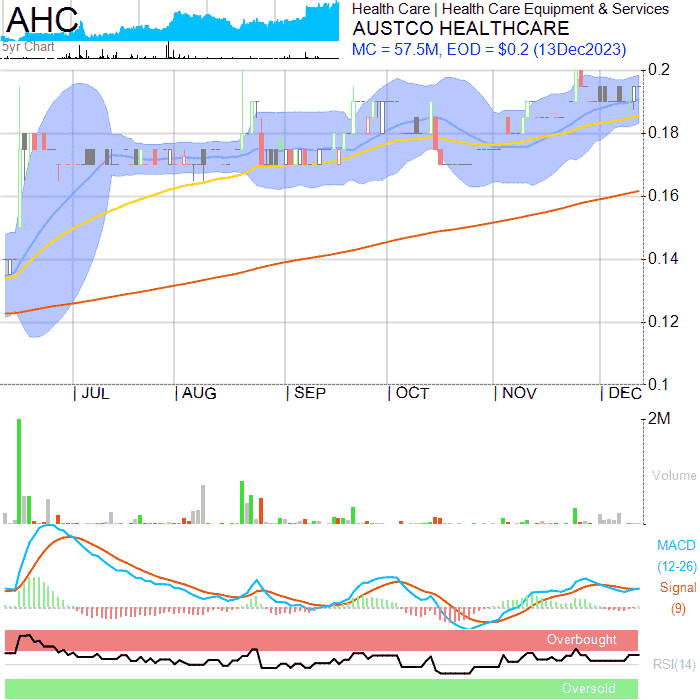 AHC
5yr Chart
Health Care | Health Care Equipment & Services
AUSTCO HEALTHCARE
MC = 57.5M, EOD = $0.2 (13Dec2023)
0.2
0.18
0.16
0.14
0.12
0.1
| JUL | AUG | SEP | OCT | NOV | DEC
2M
Volume
MACD
(12-26)
Signal
(9)
Overbought
RSI(14)
Oversold